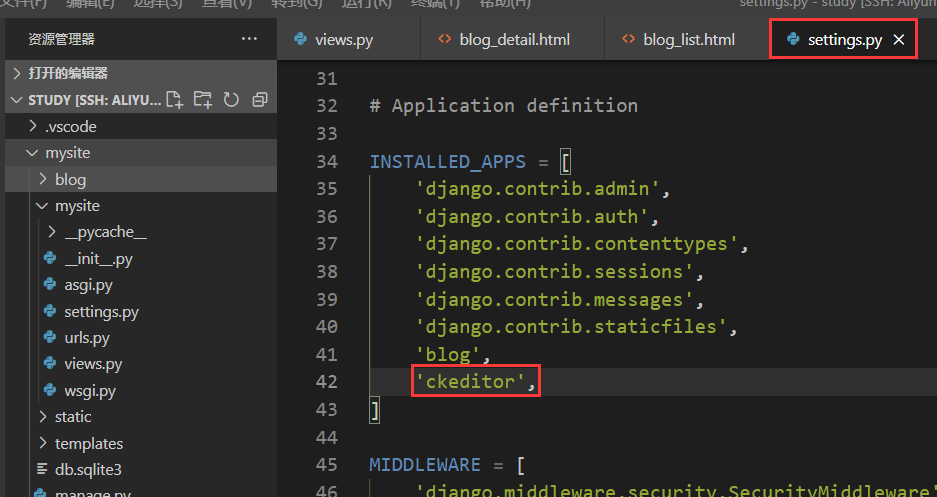 文件(F) 编辑(E) 选择(S) 查看(V) 转到(G) 运行(R) 终端(T) 帮助(H) settings.py - study [SSH: Aliyun
资源管理器 ···
views.py blog_detail.html blog_list.html settings.py ×
打开的编辑器
STUDY [SSH: ALIYU...
.vscode
mysite
blog
mysite
__pycache__
__init__.py
asgi.py
settings.py
urls.py
views.py
wsgi.py
static
templates
db.sqlite3
manage.py
31
32 # Application definition
33
34 INSTALLED_APPS = [
35 'django.contrib.admin',
36 'django.contrib.auth',
37 'django.contrib.contenttypes',
38 'django.contrib.sessions',
39 'django.contrib.messages',
40 'django.contrib.staticfiles',
41 'blog',
42 'ckeditor',
43 ]
44
45 MIDDLEWARE = [
46 'django.middleware.security.SecurityMiddleware'